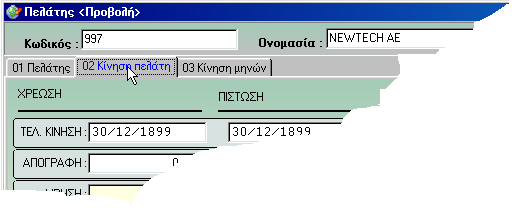 Πελάτης <Προβολή>
Κωδικός : 997 Ονομασία : NEWTECH AE
01 Πελάτης 02 Κίνηση πελάτη 03 Κίνηση μηνών
ΧΡΕΩΣΗ ΠΙΣΤΩΣΗ
ΤΕΛ. ΚΙΝΗΣΗ : 30/12/1899 30/12/1899
ΑΠΟΓΡΑΦΗ : 0